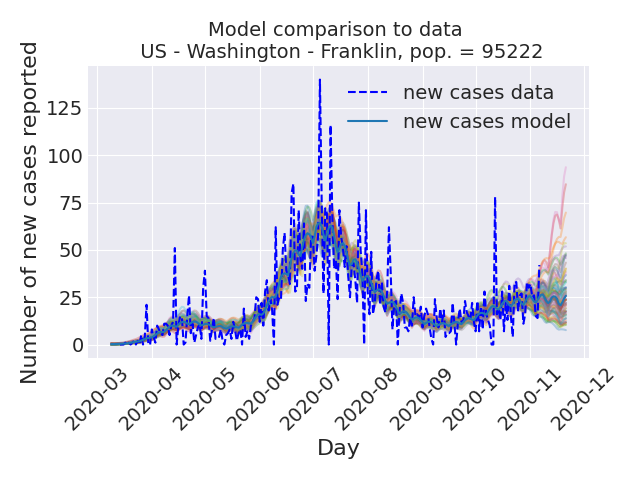 Model comparison to data
US - Washington - Franklin, pop. = 95222
Number of new cases reported
125
100
75
50
25
0
new cases data
new cases model
2020-03
2020-04
2020-05
2020-06
2020-07
2020-08
2020-09
2020-10
2020-11
2020-12
Day